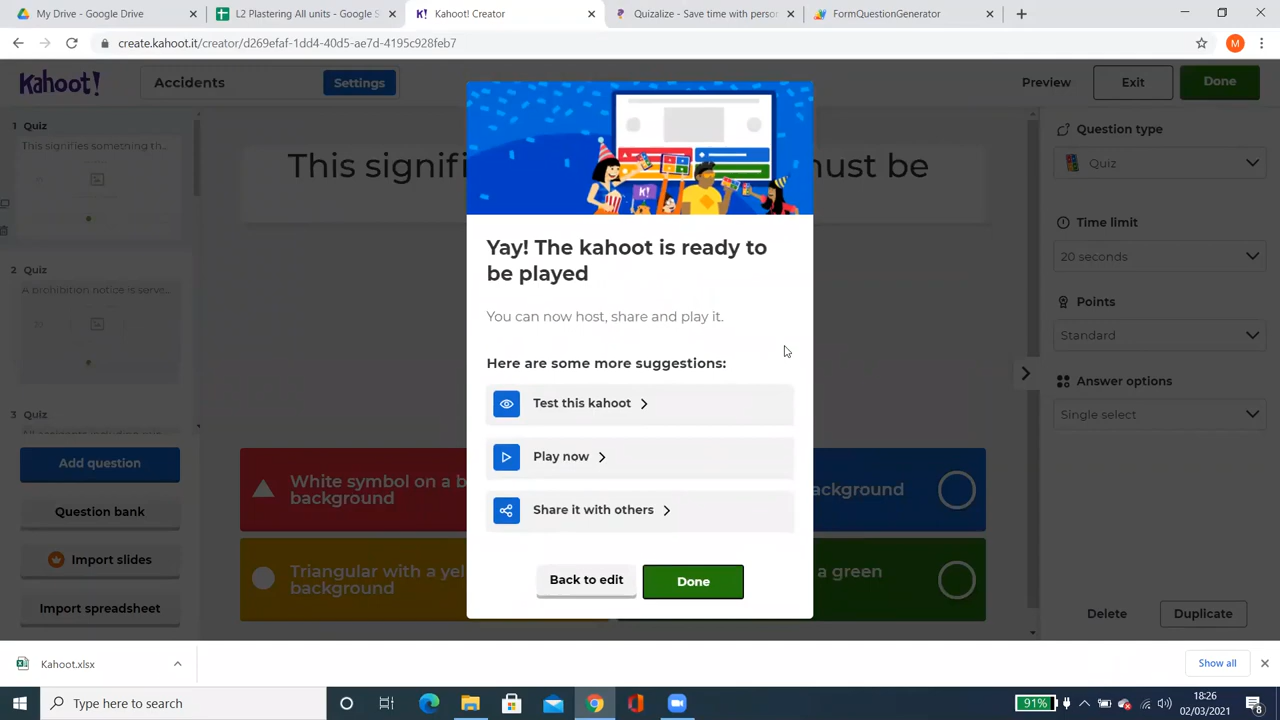 My Drive - Google Drive
L2 Plastering All units - Google S
K! Kahoot! Creator
Quizalize - Save time with person
FormQuestionGenerator
create.kahoot.it/creator/d269efaf-1dd4-40d5-ae7d-4195c928feb7
M
Kahoot!
Accidents
Settings
Preview
Exit
Done
1 Quiz
This signifies something th...
2 Quiz
A prohibition notice is serve...
3 Quiz
Add question
Question bank
Import slides
Import spreadsheet
This signif
must be
White symbol on a b
background
ackground
Triangular with a yel
background
a green
K!
Yay! The kahoot is ready to
be played
You can now host, share and play it.
Here are some more suggestions:
Test this kahoot
Play now
Share it with others
Back to edit
Done
Question type
Quiz
Time limit
20 seconds
Points
Standard
Answer options
Single select
Delete
Duplicate
Kahoot.xlsx
Show all
Type here to search
91%
18:26
02/03/2021
8